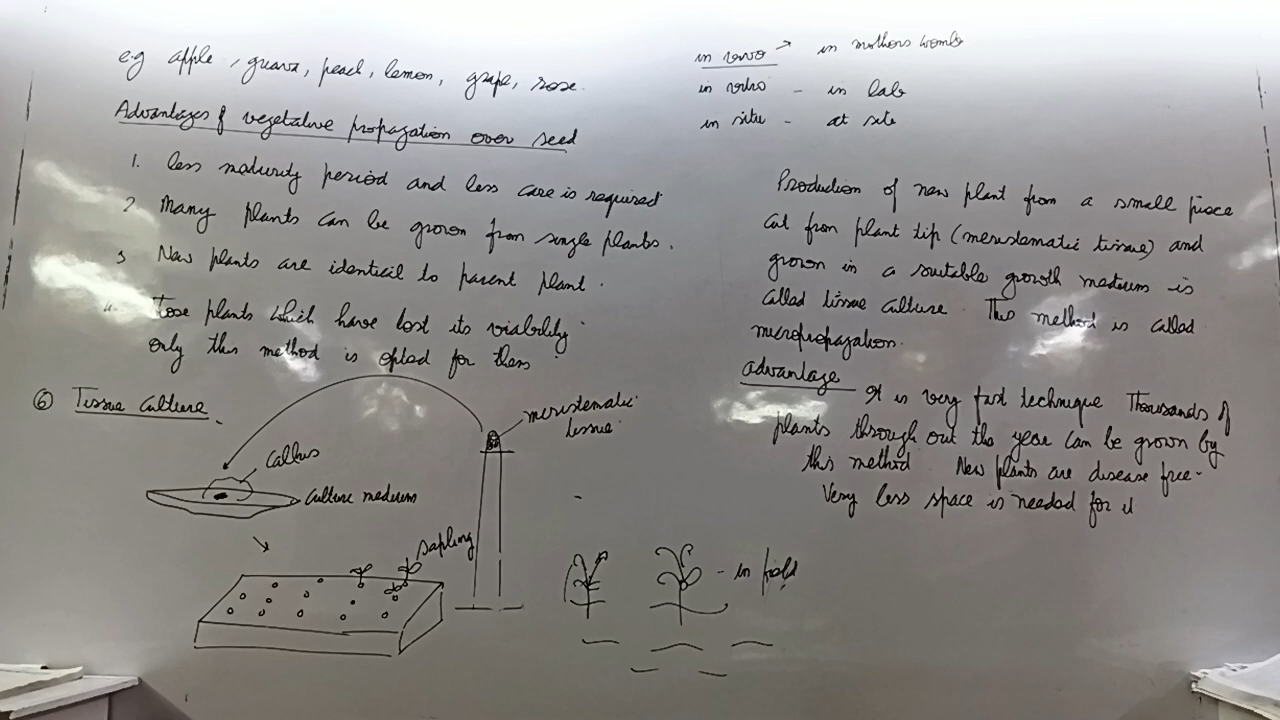 e.g apple, guava, peach, lemon, grape, rose.
Advantages of vegetative propagation over seed
1. less maturity period and less care is required
2 Many plants can be grown from single plants.
3 New plants are identical to parent plant.
4. Tose plants which have lost its viability
only this method is opted for them
⑥ Tissue culture
meristematic
tissue
callus
culture medium
sapling
- in field
in vivo → in mothers womb
in vitro - in lab
in situ - at site
Production of new plant from a small piece
cut from plant tip (meristematic tissue) and
grown in a suitable growth medium is
called tissue culture. This method is called
micropropagation.
advantage It is very fast technique Thousands of
plants through out the year can be grown by
this method. New plants are disease free.
Very less space is needed for it